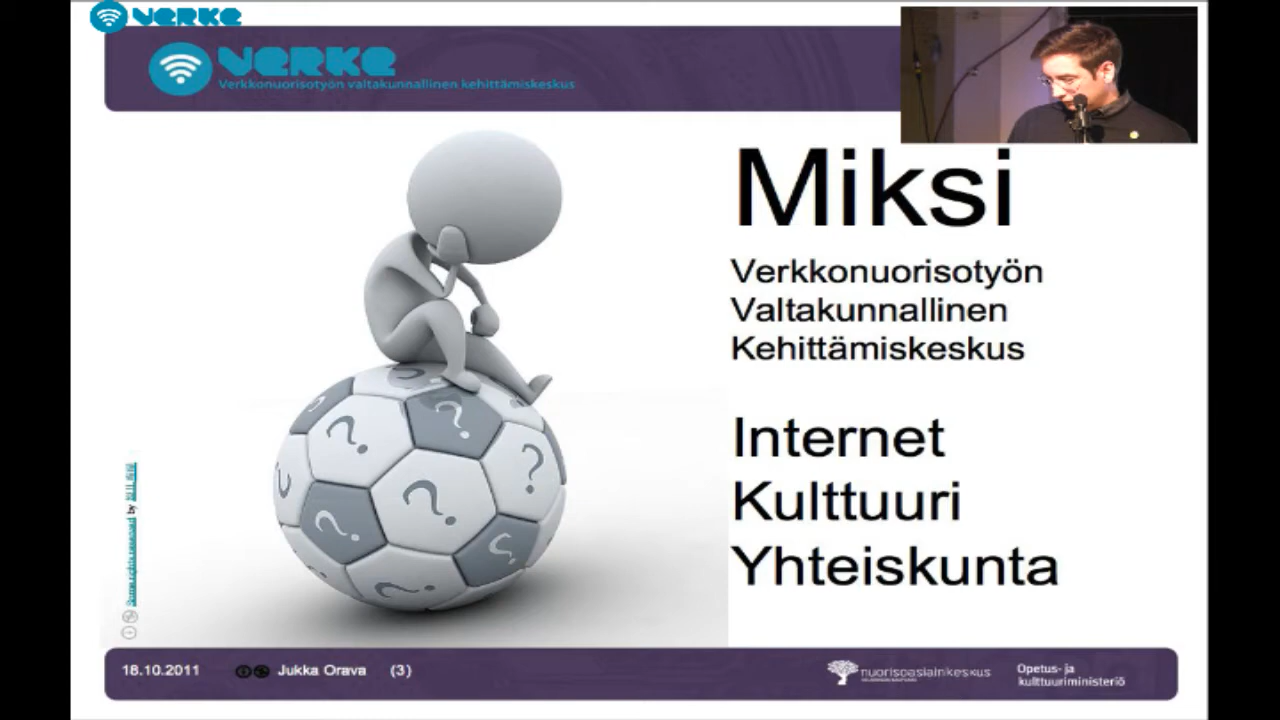 VERKE
VERKE
Verkkonuorisotyön valtakunnallinen kehittämiskeskus
Miksi
Verkkonuorisotyön
Valtakunnallinen
Kehittämiskeskus
Internet
Kulttuuri
Yhteiskunta
by
18.10.2011 Jukka Orava (3)
nuorisoasiainkeskus
Opetus- ja
kulttuuriministeriö